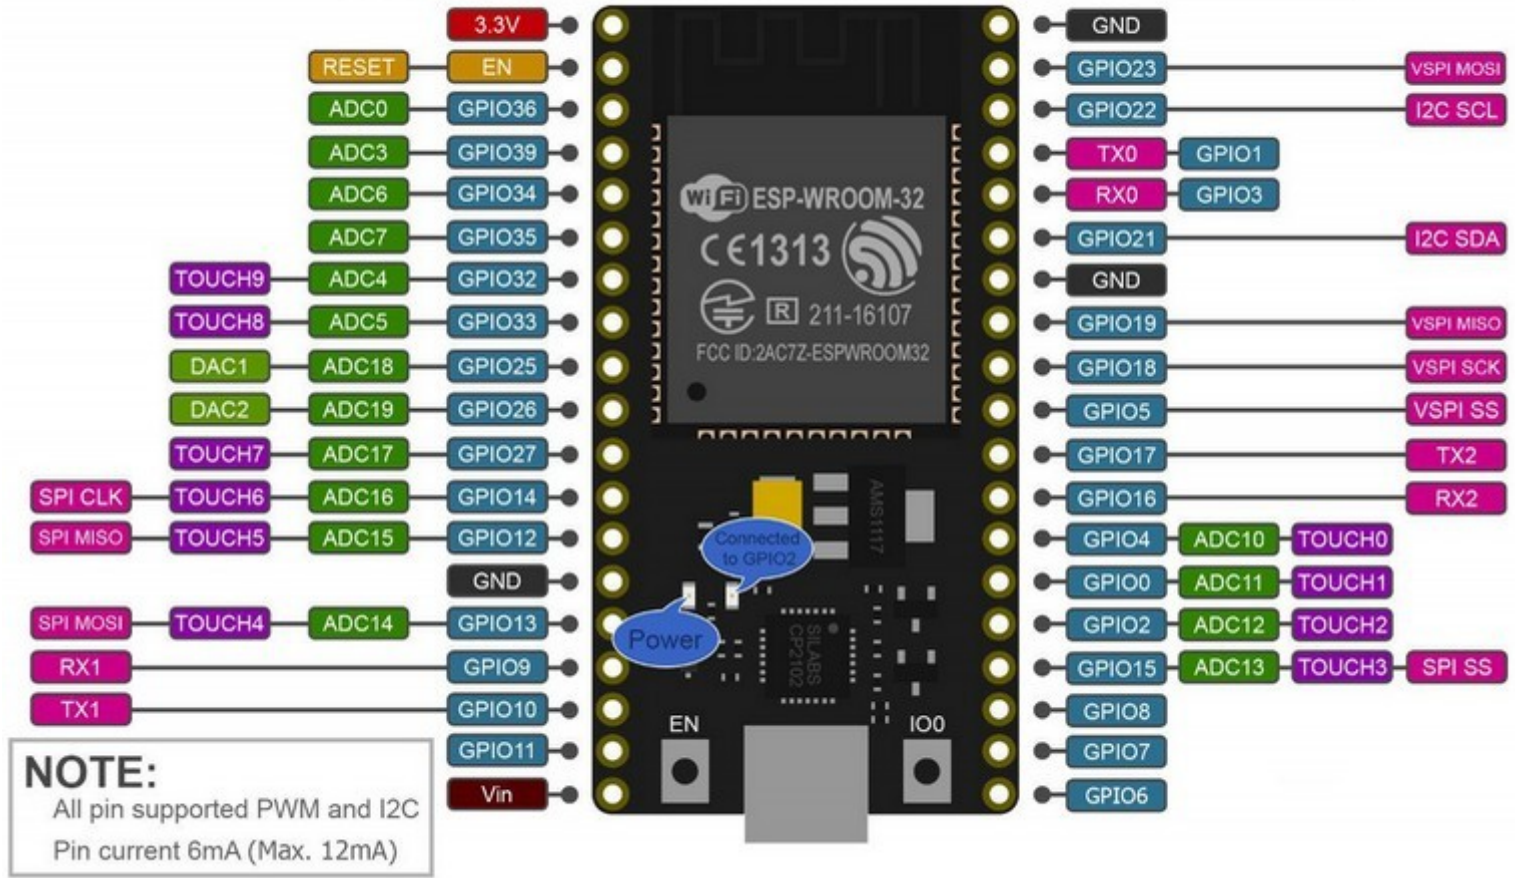 3.3V GND
RESET EN GPIO23 VSPI MOSI
ADC0 GPIO36 GPIO22 I2C SCL
ADC3 GPIO39 TX0 GPIO1
ADC6 GPIO34 RX0 GPIO3
ADC7 GPIO35 GPIO21 I2C SDA
TOUCH9 ADC4 GPIO32 GND
TOUCH8 ADC5 GPIO33 GPIO19 VSPI MISO
DAC1 ADC18 GPIO25 GPIO18 VSPI SCK
DAC2 ADC19 GPIO26 GPIO5 VSPI SS
TOUCH7 ADC17 GPIO27 GPIO17 TX2
SPI CLK TOUCH6 ADC16 GPIO14 GPIO16 RX2
SPI MISO TOUCH5 ADC15 GPIO12 GPIO4 ADC10 TOUCH0
GND GPIO0 ADC11 TOUCH1
SPI MOSI TOUCH4 ADC14 GPIO13 GPIO2 ADC12 TOUCH2
RX1 GPIO9 GPIO15 ADC13 TOUCH3 SPI SS
TX1 GPIO10 GPIO8
GPIO11 GPIO7
Vin GPIO6
WiFi ESP-WROOM-32
CE1313
R 211-16107
FCC ID:2AC7Z-ESPWROOM32
AMS1117
Connected
to GPIO2
Power
SILABS
CP2102
EN IO0
NOTE:
All pin supported PWM and I2C
Pin current 6mA (Max. 12mA)